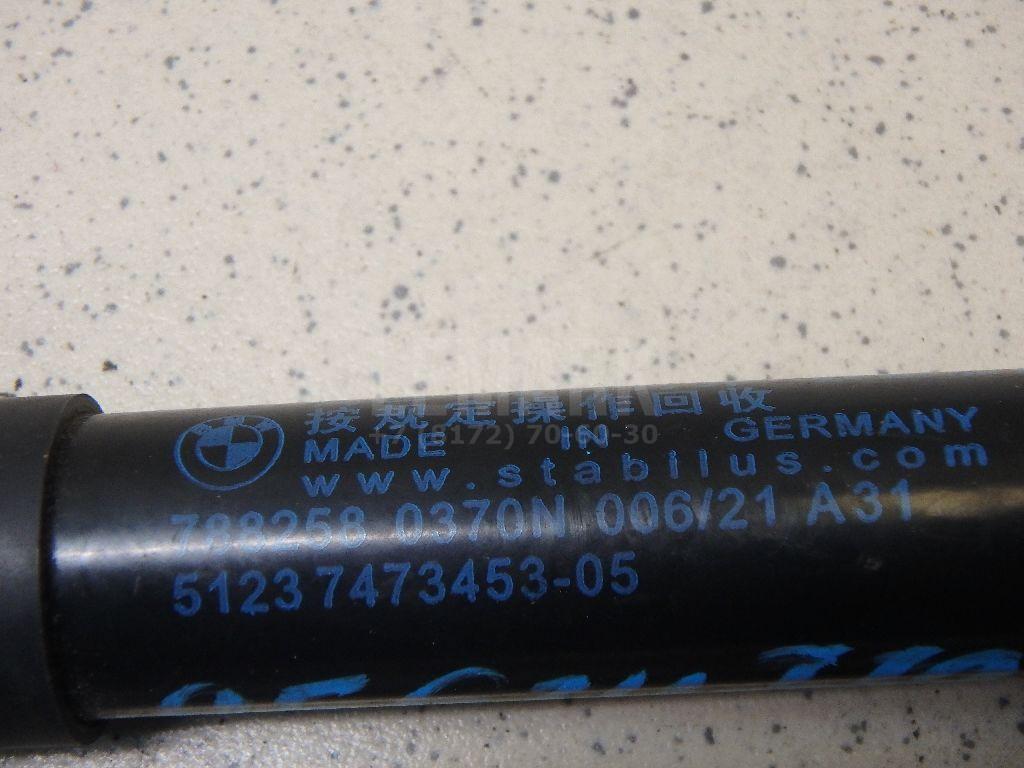 按规定操作回收
MADE IN GERMANY
www.stabilus.com
788258 0370N 006/21 A31
51237473453-05